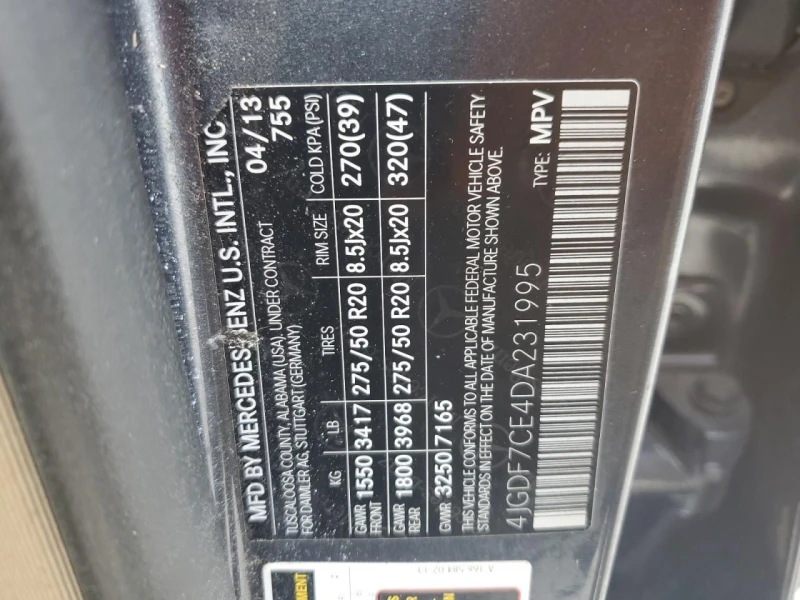 MFD BY MERCEDES-BENZ U.S. INTL., INC
04/13
TUSCALOOSA COUNTY, ALABAMA (USA) UNDER CONTRACT
755
FOR DAIMLER AG, STUTTGART (GERMANY)
KG LB TIRES RIM SIZE COLD KPA (PSI)
GAWR FRONT 1550 3417 275/50 R20 8.5Jx20 270(39)
GAWR REAR 1800 3968 275/50 R20 8.5Jx20 320(47)
GVWR 3250 7165
THIS VEHICLE CONFORMS TO ALL APPLICABLE FEDERAL MOTOR VEHICLE SAFETY
STANDARDS IN EFFECT ON THE DATE OF MANUFACTURE SHOWN ABOVE.
4JGDF7CE4DA231995 TYPE: MPV